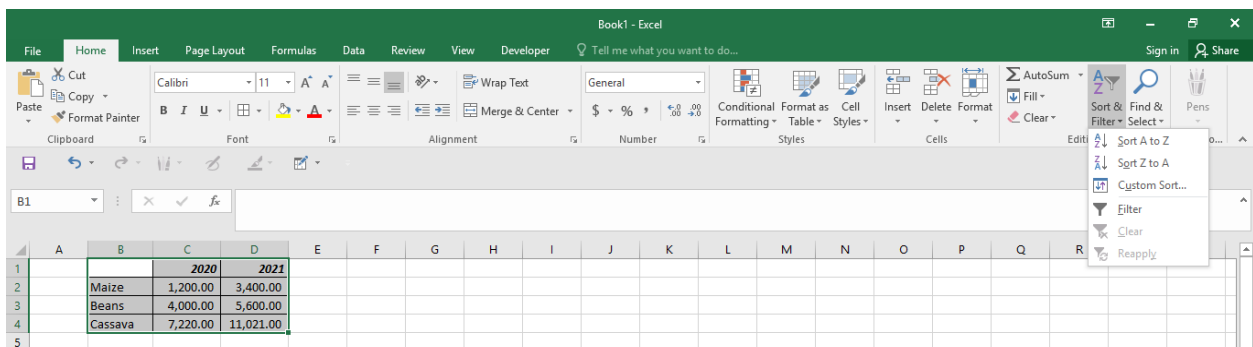 Book1 - Excel
File Home Insert Page Layout Formulas Data Review View Developer Tell me what you want to do... Sign in Share
Cut
Copy
Format Painter
Paste
Clipboard
Calibri 11 A A
B I U A
Font
Wrap Text
Merge & Center
Alignment
General
$ % , .0 .00 .00 .0
Number
Conditional Formatting
Format as Table
Cell Styles
Styles
Insert Delete Format
Cells
AutoSum
Fill
Clear
Sort & Filter
Find & Select
Editi
Pens
Sort A to Z
Sort Z to A
Custom Sort...
Filter
Clear
Reapply
B1 fx
A B C D E F G H I J K L M N O P Q R
1 2020 2021
2 Maize 1,200.00 3,400.00
3 Beans 4,000.00 5,600.00
4 Cassava 7,220.00 11,021.00
5